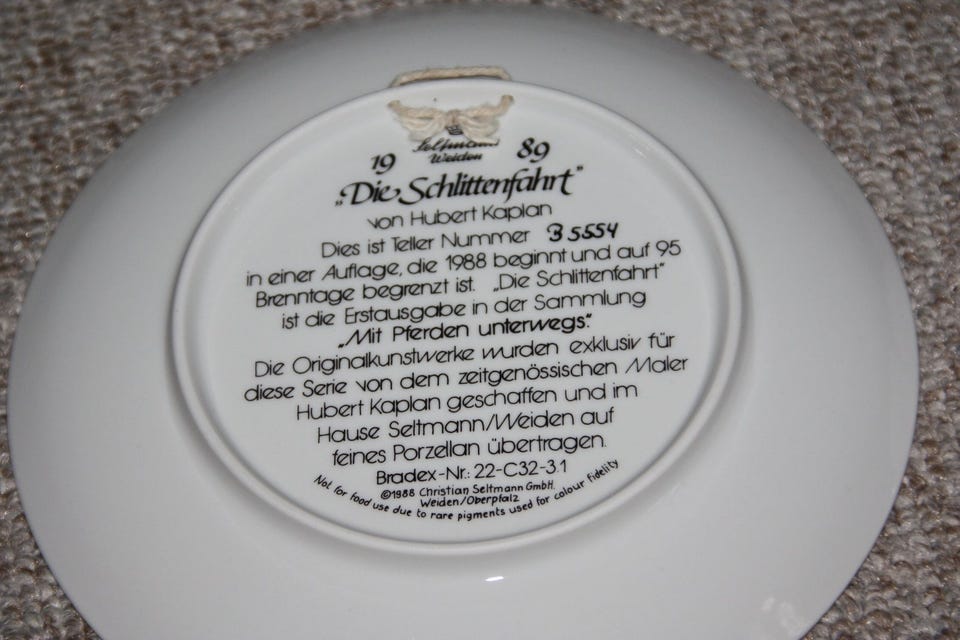 Seltmann
Weiden
19 89
„Die Schlittenfahrt"
von Hubert Kaplan
Dies ist Teller Nummer B5554
in einer Auflage, die 1988 beginnt und auf 95
Brenntage begrenzt ist. „Die Schlittenfahrt"
ist die Erstausgabe in der Sammlung
„Mit Pferden unterwegs."
Die Originalkunstwerke wurden exklusiv für
diese Serie von dem zeitgenössischen Maler
Hubert Kaplan geschaffen und im
Hause Seltmann/Weiden auf
feines Porzellan übertragen.
Bradex-Nr.: 22-C32-3.1
©1988 Christian Seltmann GmbH.
Weiden/Oberpfalz
Not for food use due to rare pigments used for colour fidelity